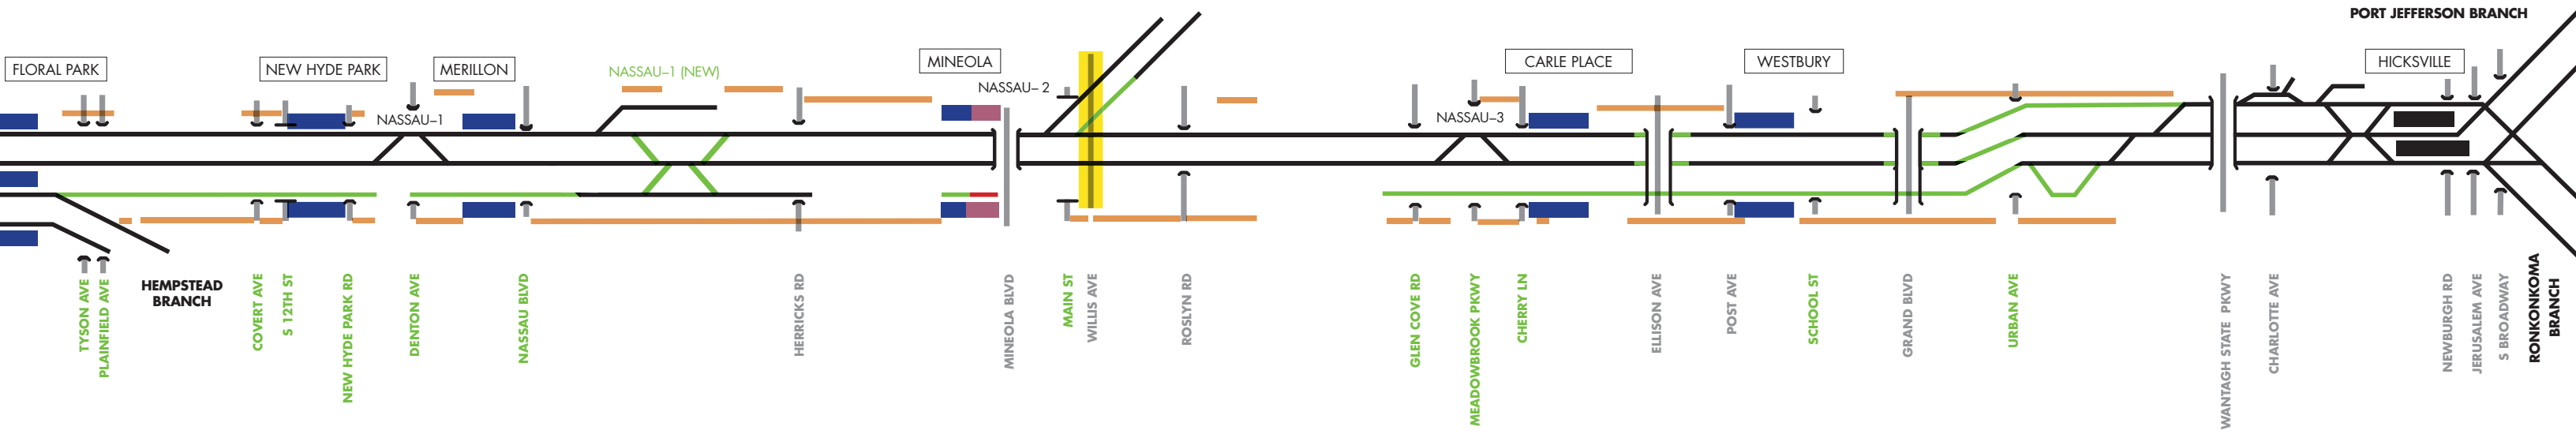 PORT JEFFERSON BRANCH
FLORAL PARK
NEW HYDE PARK
MERILLON
NASSAU–1 (NEW)
MINEOLA
CARLE PLACE
WESTBURY
HICKSVILLE
NASSAU–1
NASSAU– 2
NASSAU–3
TYSON AVE
PLAINFIELD AVE
HEMPSTEAD
BRANCH
COVERT AVE
S 12TH ST
NEW HYDE PARK RD
DENTON AVE
NASSAU BLVD
HERRICKS RD
MINEOLA BLVD
MAIN ST
WILLIS AVE
ROSLYN RD
GLEN COVE RD
MEADOWBROOK PKWY
CHERRY LN
ELLISON AVE
POST AVE
SCHOOL ST
GRAND BLVD
URBAN AVE
WANTAGH STATE PKWY
CHARLOTTE AVE
NEWBURGH RD
JERUSALEM AVE
S BROADWAY
RONKONKOMA
BRANCH